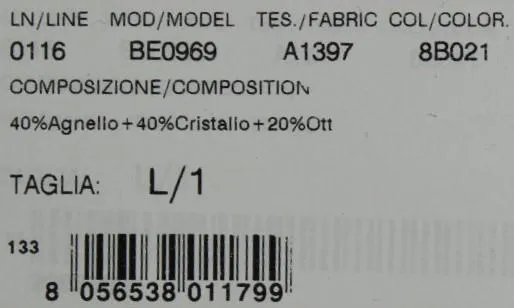 LN/LINE MOD/MODEL TES./FABRIC COL/COLOR.
0116 BE0969 A1397 8B021
COMPOSIZIONE/COMPOSITION
40%Agnello+40%Cristallo+20%Ott
TAGLIA: L/1
133
8 056538 011799